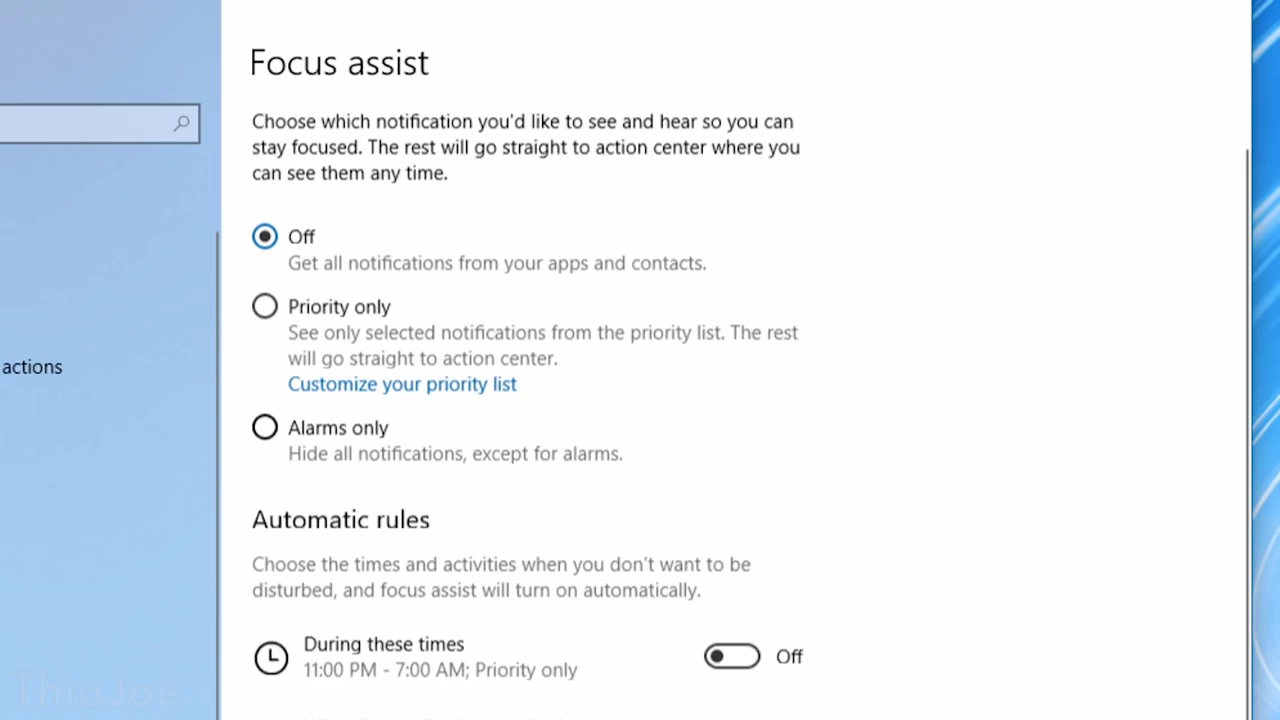 Focus assist
Choose which notification you'd like to see and hear so you can
stay focused. The rest will go straight to action center where you
can see them any time.
Off
Get all notifications from your apps and contacts.
Priority only
See only selected notifications from the priority list. The rest
will go straight to action center.
Customize your priority list
actions
Alarms only
Hide all notifications, except for alarms.
Automatic rules
Choose the times and activities when you don't want to be
disturbed, and focus assist will turn on automatically.
During these times
11:00 PM - 7:00 AM; Priority only
Off
ThioJoe